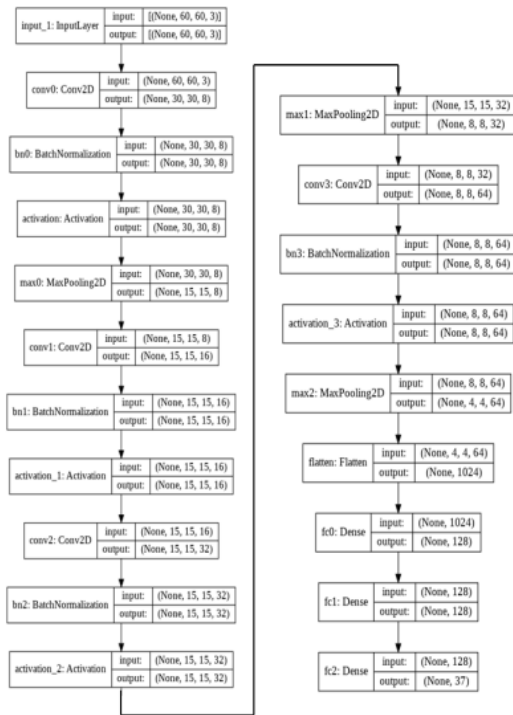 input_1: InputLayer input: [(None, 60, 60, 3)]
output: [(None, 60, 60, 3)]
conv0: Conv2D input: (None, 60, 60, 3)
output: (None, 30, 30, 8)
bn0: BatchNormalization input: (None, 30, 30, 8)
output: (None, 30, 30, 8)
activation: Activation input: (None, 30, 30, 8)
output: (None, 30, 30, 8)
max0: MaxPooling2D input: (None, 30, 30, 8)
output: (None, 15, 15, 8)
conv1: Conv2D input: (None, 15, 15, 8)
output: (None, 15, 15, 16)
bn1: BatchNormalization input: (None, 15, 15, 16)
output: (None, 15, 15, 16)
activation_1: Activation input: (None, 15, 15, 16)
output: (None, 15, 15, 16)
conv2: Conv2D input: (None, 15, 15, 16)
output: (None, 15, 15, 32)
bn2: BatchNormalization input: (None, 15, 15, 32)
output: (None, 15, 15, 32)
activation_2: Activation input: (None, 15, 15, 32)
output: (None, 15, 15, 32)
max1: MaxPooling2D input: (None, 15, 15, 32)
output: (None, 8, 8, 32)
conv3: Conv2D input: (None, 8, 8, 32)
output: (None, 8, 8, 64)
bn3: BatchNormalization input: (None, 8, 8, 64)
output: (None, 8, 8, 64)
activation_3: Activation input: (None, 8, 8, 64)
output: (None, 8, 8, 64)
max2: MaxPooling2D input: (None, 8, 8, 64)
output: (None, 4, 4, 64)
flatten: Flatten input: (None, 4, 4, 64)
output: (None, 1024)
fc0: Dense input: (None, 1024)
output: (None, 128)
fc1: Dense input: (None, 128)
output: (None, 128)
fc2: Dense input: (None, 128)
output: (None, 37)